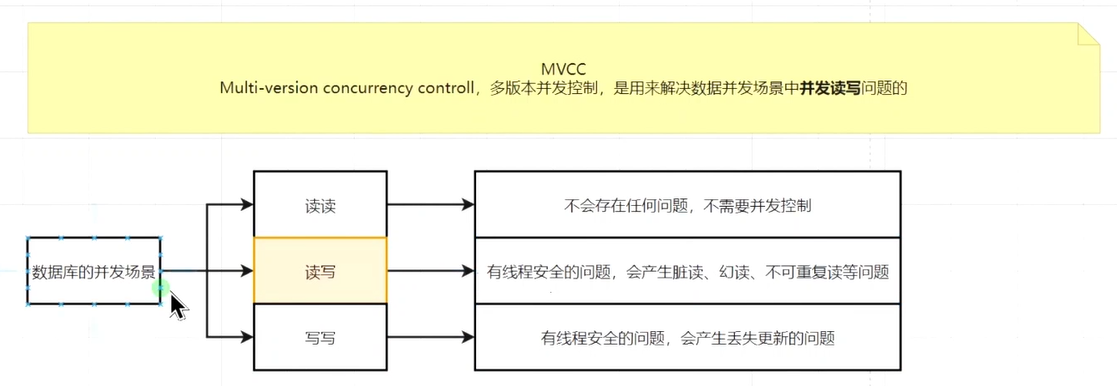 MVCC
Multi-version concurrency controll，多版本并发控制，是用来解决数据并发场景中并发读写问题的
读读
不会存在任何问题，不需要并发控制
数据库的并发场景
读写
有线程安全的问题，会产生脏读、幻读、不可重复读等问题
写写
有线程安全的问题，会产生丢失更新的问题